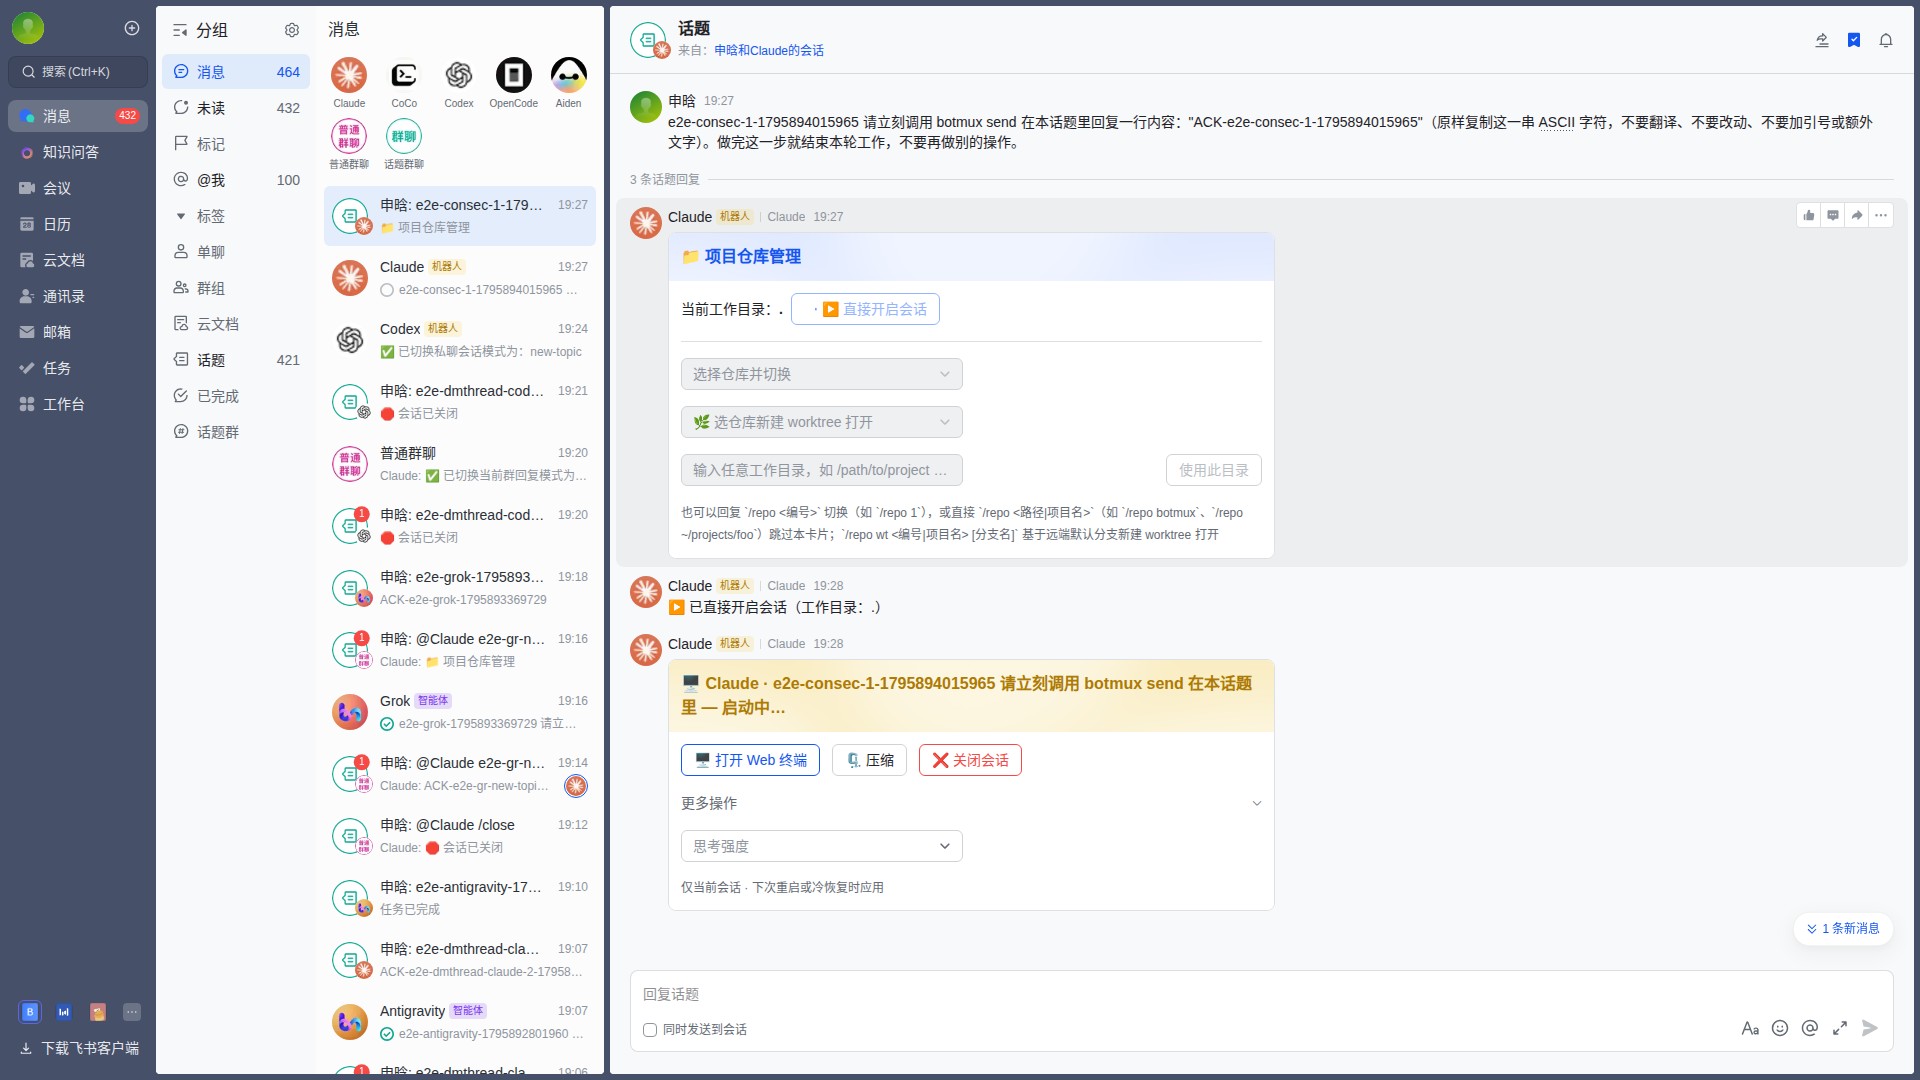 搜索 (Ctrl+K)
消息
432
知识问答
会议
日历
云文档
通讯录
邮箱
任务
工作台
下载飞书客户端
分组
消息 464
未读 432
标记
@我 100
标签
单聊
群组
云文档
话题 421
已完成
话题群
消息
Claude
CoCo
Codex
OpenCode
Aiden
普通群聊
普通群聊
群聊
话题群聊
申晗: e2e-consec-1-179… 19:27
📁 项目仓库管理
Claude 机器人 19:27
e2e-consec-1-1795894015965 …
Codex 机器人 19:24
✅ 已切换私聊会话模式为：new-topic
申晗: e2e-dmthread-cod… 19:21
🛑 会话已关闭
普通群聊
普通群聊 19:20
Claude: ✅ 已切换当前群回复模式为…
1
申晗: e2e-dmthread-cod… 19:20
🛑 会话已关闭
申晗: e2e-grok-1795893… 19:18
ACK-e2e-grok-1795893369729
1
申晗: @Claude e2e-gr-n… 19:16
Claude: 📁 项目仓库管理
Grok 智能体 19:16
e2e-grok-1795893369729 请立…
1
申晗: @Claude e2e-gr-n… 19:14
Claude: ACK-e2e-gr-new-topi…
申晗: @Claude /close 19:12
Claude: 🛑 会话已关闭
申晗: e2e-antigravity-17… 19:10
任务已完成
申晗: e2e-dmthread-cla… 19:07
ACK-e2e-dmthread-claude-2-17958…
Antigravity 智能体 19:07
e2e-antigravity-1795892801960 …
1
申晗: e2e-dmthread-cla… 19:06
话题
来自：申晗和Claude的会话
申晗 19:27
e2e-consec-1-1795894015965 请立刻调用 botmux send 在本话题里回复一行内容："ACK-e2e-consec-1-1795894015965"（原样复制这一串 ASCII 字符，不要翻译、不要改动、不要加引号或额外
文字）。做完这一步就结束本轮工作，不要再做别的操作。
3 条话题回复
Claude 机器人 Claude 19:27
📁 项目仓库管理
当前工作目录：. · ▶️ 直接开启会话
选择仓库并切换
🌿 选仓库新建 worktree 打开
输入任意工作目录，如 /path/to/project …
使用此目录
也可以回复 `/repo <编号>` 切换（如 `/repo 1`），或直接 `/repo <路径|项目名>`（如 `/repo botmux`、`/repo
~/projects/foo`）跳过本卡片；`/repo wt <编号|项目名> [分支名]` 基于远端默认分支新建 worktree 打开
Claude 机器人 Claude 19:28
▶️ 已直接开启会话（工作目录：.）
Claude 机器人 Claude 19:28
🖥️ Claude · e2e-consec-1-1795894015965 请立刻调用 botmux send 在本话题
里 — 启动中…
🖥️ 打开 Web 终端
🗜️ 压缩
❌ 关闭会话
更多操作
思考强度
仅当前会话 · 下次重启或冷恢复时应用
1 条新消息
回复话题
同时发送到会话